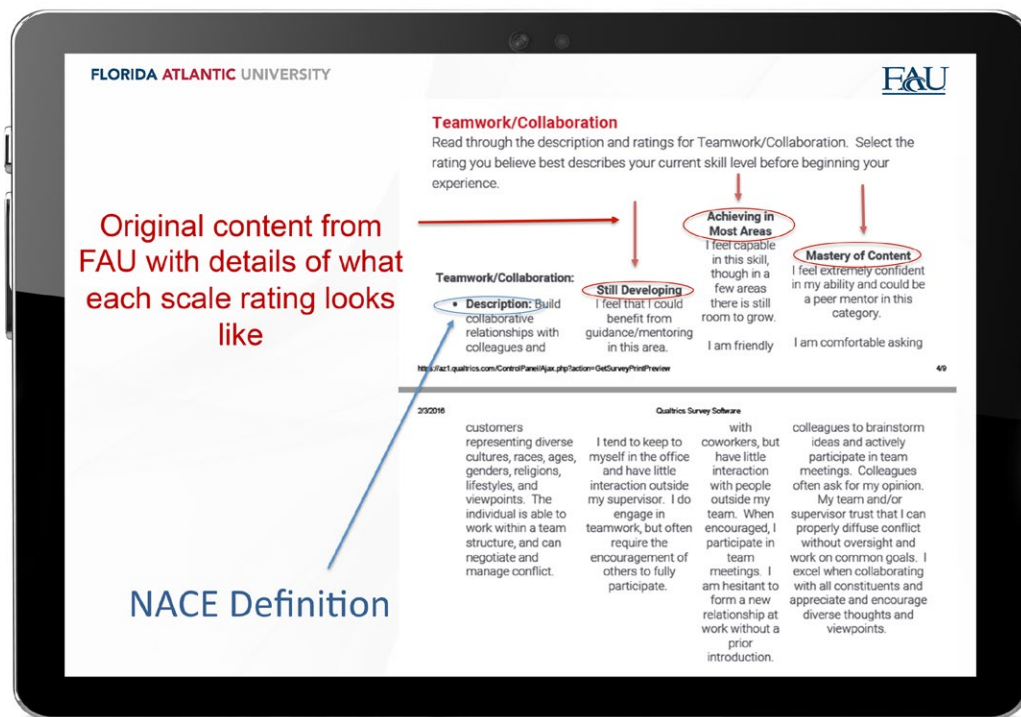 FLORIDA ATLANTIC UNIVERSITY
FAU
Teamwork/Collaboration
Read through the description and ratings for Teamwork/Collaboration. Select the
rating you believe best describes your current skill level before beginning your
experience.
Original content from
FAU with details of what
each scale rating looks
like
Teamwork/Collaboration:
• Description: Build
collaborative
relationships with
colleagues and
Still Developing
I feel that I could
benefit from
guidance/mentoring
in this area.
Achieving in
Most Areas
I feel capable
in this skill,
though in a
few areas
there is still
room to grow.
I am friendly
Mastery of Content
I feel extremely confident
in my ability and could be
a peer mentor in this
category.
I am comfortable asking
https://az1.qualtrics.com/ControlPanel/Ajax.php?action=GetSurveyPrintPreview
4/9
2/3/2016
Qualtrics Survey Software
customers
representing diverse
cultures, races, ages,
genders, religions,
lifestyles, and
viewpoints. The
individual is able to
work within a team
structure, and can
negotiate and
manage conflict.
I tend to keep to
myself in the office
and have little
interaction outside
my supervisor. I do
engage in
teamwork, but often
require the
encouragement of
others to fully
participate.
with
coworkers, but
have little
interaction
with people
outside my
team. When
encouraged, I
participate in
team
meetings. I
am hesitant to
form a new
relationship at
work without a
prior
introduction.
colleagues to brainstorm
ideas and actively
participate in team
meetings. Colleagues
often ask for my opinion.
My team and/or
supervisor trust that I can
properly diffuse conflict
without oversight and
work on common goals. I
excel when collaborating
with all constituents and
appreciate and encourage
diverse thoughts and
viewpoints.
NACE Definition